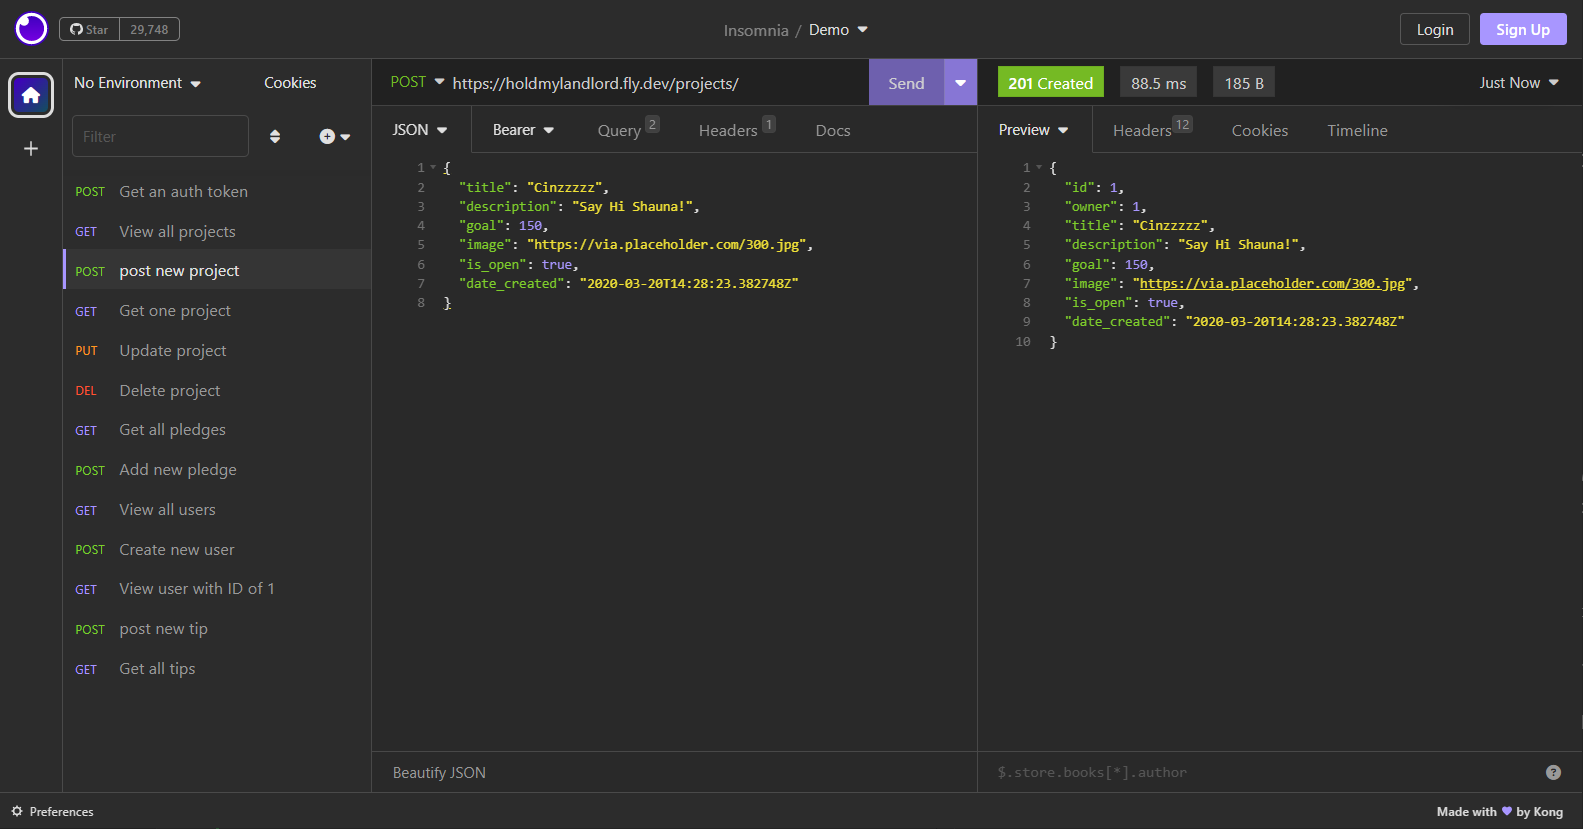 Star 29,748
Insomnia / Demo
Login Sign Up
No Environment Cookies
Filter
POST Get an auth token
GET View all projects
POST post new project
GET Get one project
PUT Update project
DEL Delete project
GET Get all pledges
POST Add new pledge
GET View all users
POST Create new user
GET View user with ID of 1
POST post new tip
GET Get all tips
POST https://holdmylandlord.fly.dev/projects/ Send
JSON Bearer Query 2 Headers 1 Docs
1 {
2 "title": "Cinzzzzz",
3 "description": "Say Hi Shauna!",
4 "goal": 150,
5 "image": "https://via.placeholder.com/300.jpg",
6 "is_open": true,
7 "date_created": "2020-03-20T14:28:23.382748Z"
8 }
Beautify JSON
201 Created 88.5 ms 185 B Just Now
Preview Headers 12 Cookies Timeline
1 {
2 "id": 1,
3 "owner": 1,
4 "title": "Cinzzzzz",
5 "description": "Say Hi Shauna!",
6 "goal": 150,
7 "image": "https://via.placeholder.com/300.jpg",
8 "is_open": true,
9 "date_created": "2020-03-20T14:28:23.382748Z"
10 }
$.store.books[*].author
Preferences
Made with by Kong